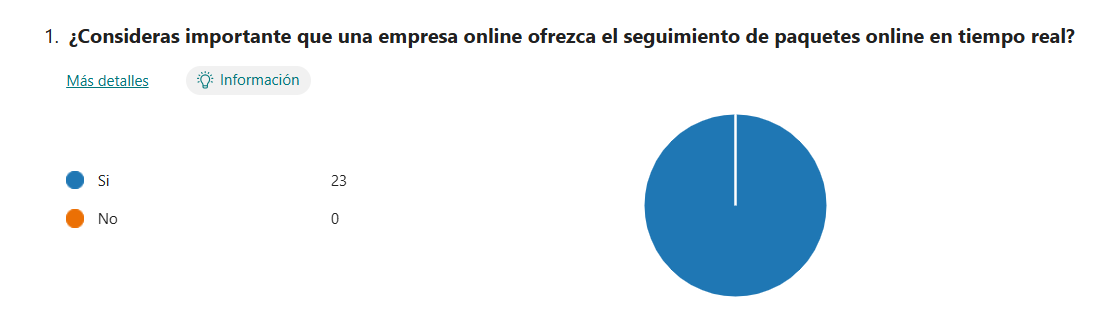 1. ¿Consideras importante que una empresa online ofrezca el seguimiento de paquetes online en tiempo real?
Más detalles Información
Si 23
No 0